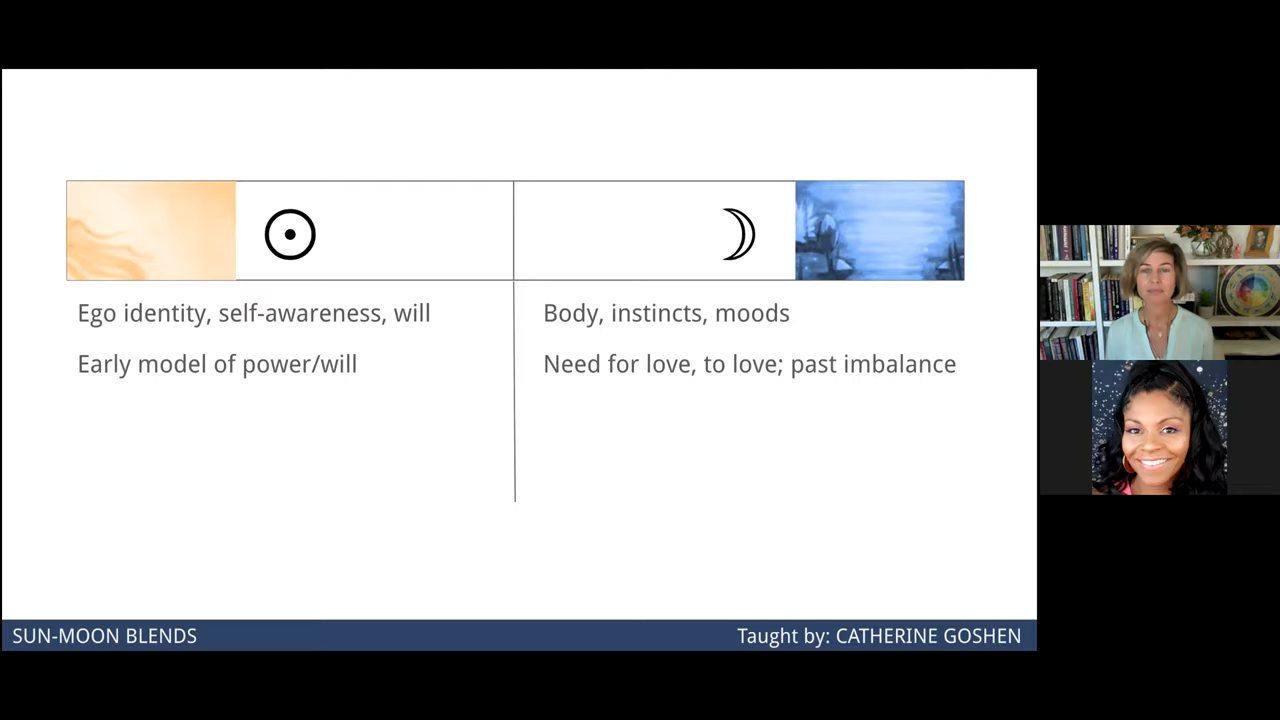 Ego identity, self-awareness, will
Body, instincts, moods
Early model of power/will
Need for love, to love; past imbalance
SUN-MOON BLENDS
Taught by: CATHERINE GOSHEN